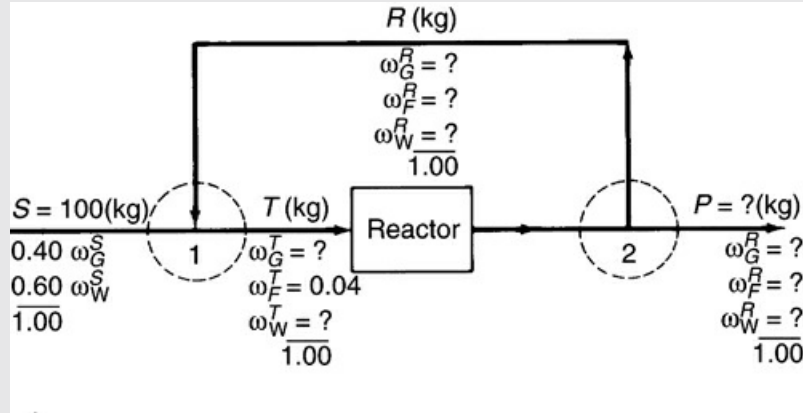 R (kg)
ω_G^R = ?
ω_F^R = ?
ω_W^R = ?
1.00
S = 100(kg)
0.40 ω_G^S
0.60 ω_W^S
1.00
1
T (kg)
ω_G^T = ?
ω_F^T = 0.04
ω_W^T = ?
1.00
Reactor
2
P = ?(kg)
ω_G^R = ?
ω_F^R = ?
ω_W^R = ?
1.00